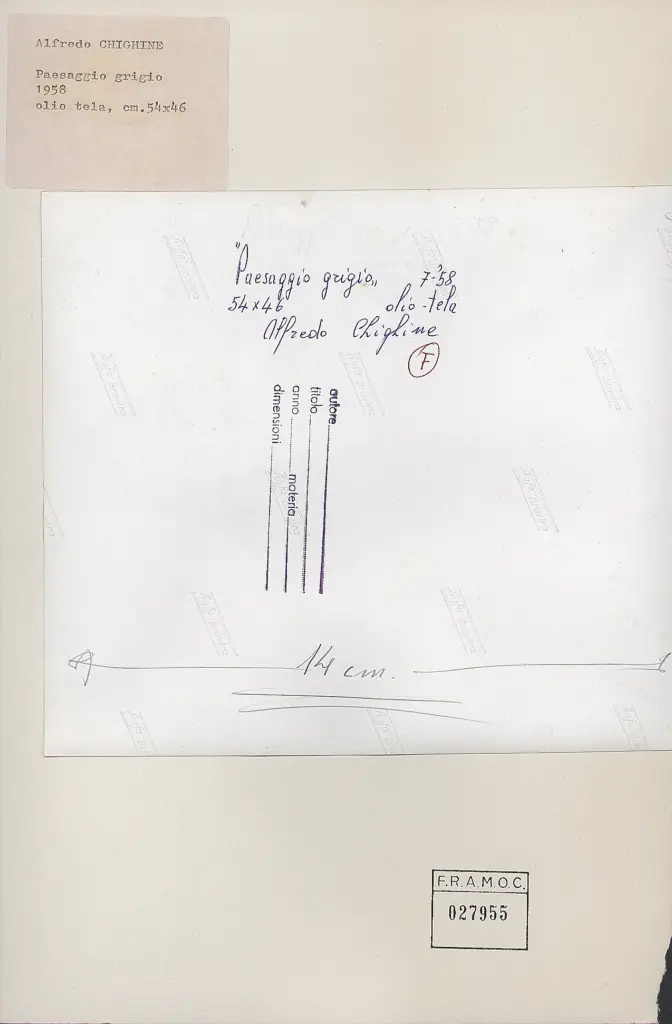 Alfredo CHIGHINE
Paesaggio grigio
1958
olio tela, cm.54x46
"Paesaggio grigio„ 7-'58
54x46 olio-tela
Alfredo Chighine
F
autore
titolo
anno materia
dimensioni
14 cm.
F.R.A.M.O.C.
027955